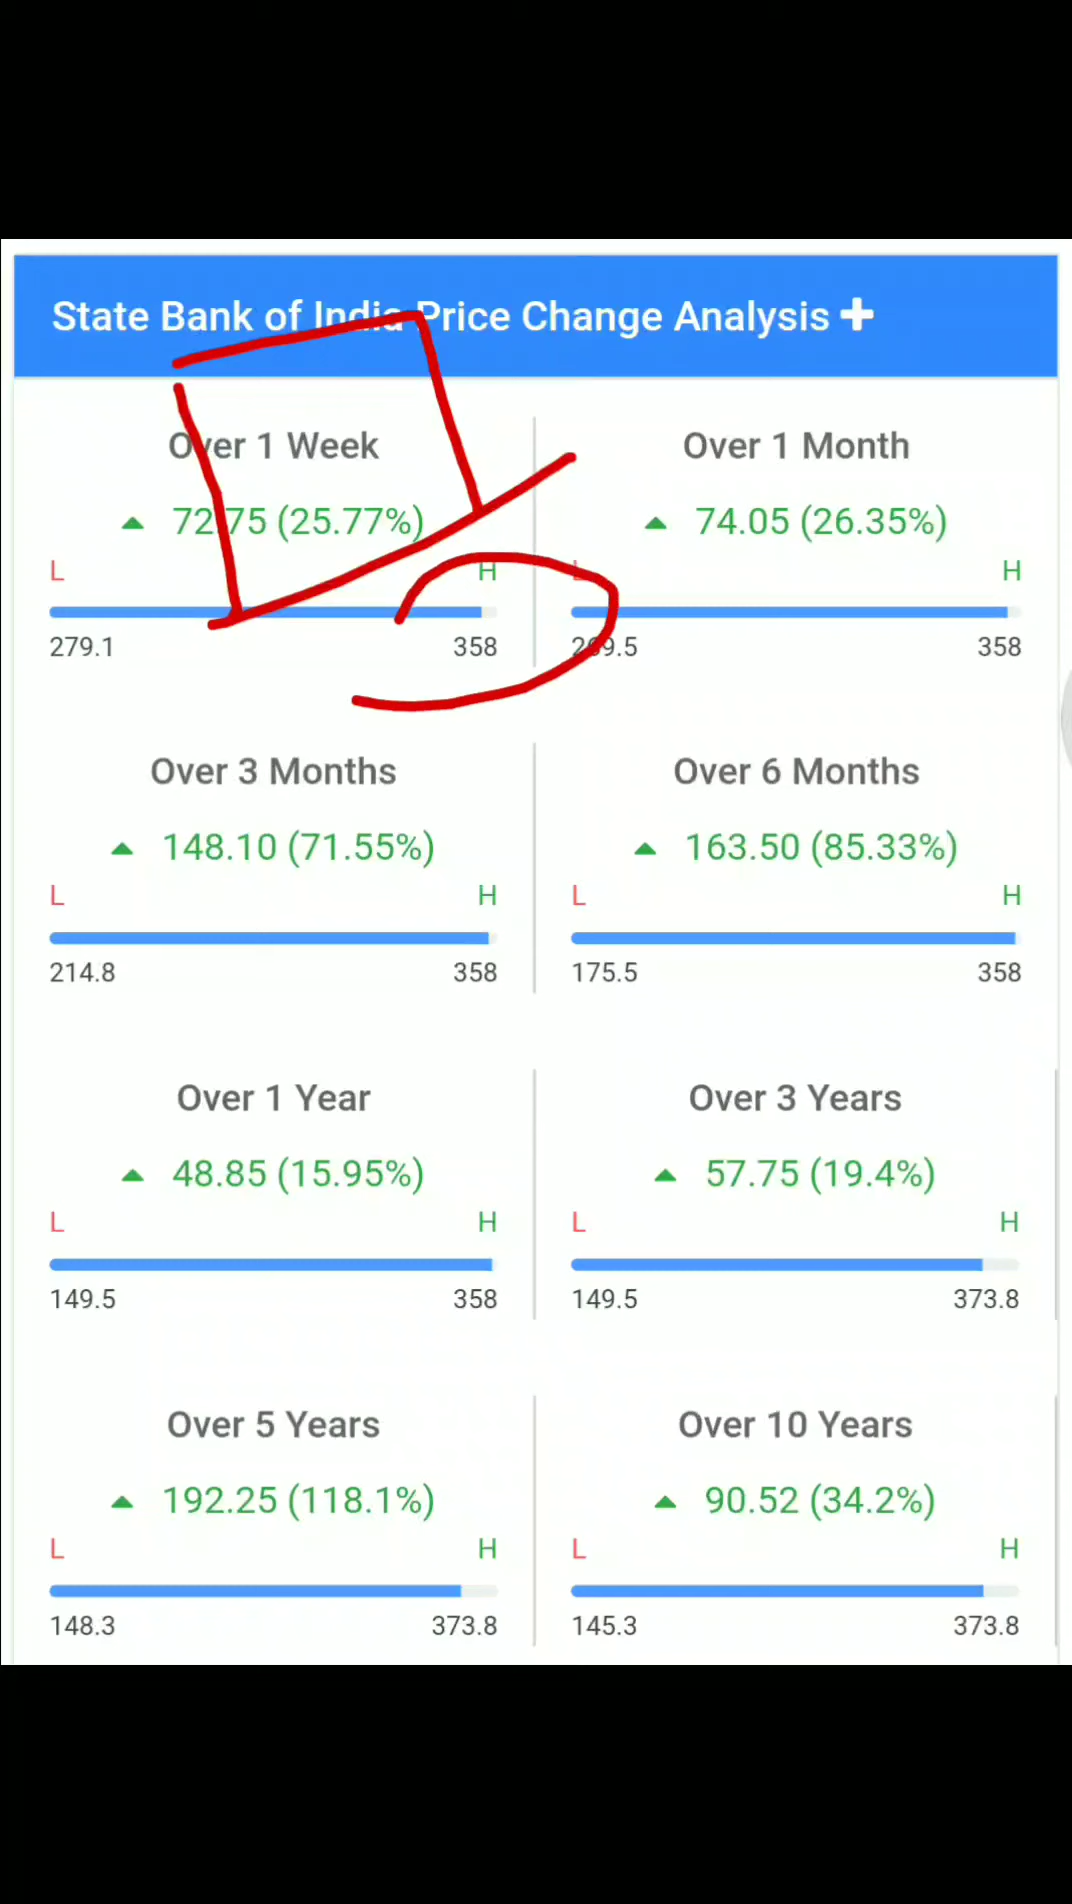 State Bank of India Price Change Analysis +
Over 1 Week
▲ 72.75 (25.77%)
L H
279.1 358
Over 1 Month
▲ 74.05 (26.35%)
L H
269.5 358
Over 3 Months
▲ 148.10 (71.55%)
L H
214.8 358
Over 6 Months
▲ 163.50 (85.33%)
L H
175.5 358
Over 1 Year
▲ 48.85 (15.95%)
L H
149.5 358
Over 3 Years
▲ 57.75 (19.4%)
L H
149.5 373.8
Over 5 Years
▲ 192.25 (118.1%)
L H
148.3 373.8
Over 10 Years
▲ 90.52 (34.2%)
L H
145.3 373.8